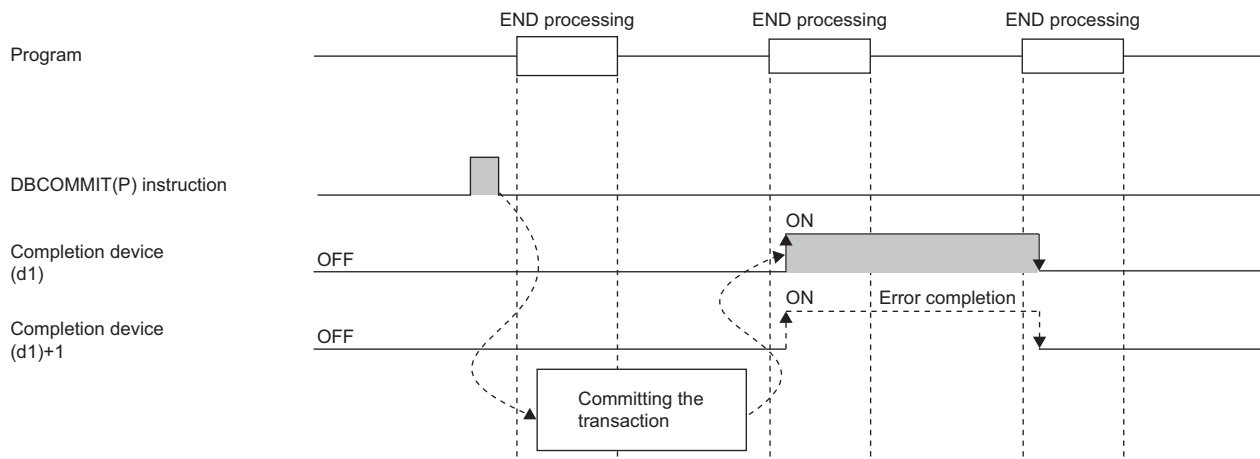 END processing
END processing
END processing
Program
DBCOMMIT(P) instruction
ON
Completion device
(d1)
OFF
ON
Error completion
Completion device
(d1)+1
OFF
Committing the
transaction